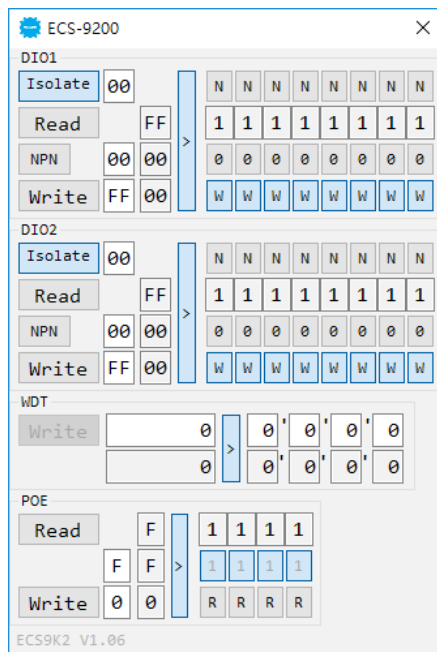 ECS-9200
DIO1
Isolate 00 N N N N N N N N
Read FF 1 1 1 1 1 1 1 1
>
NPN 00 00 0 0 0 0 0 0 0 0
Write FF 00 W W W W W W W W
DIO2
Isolate 00 N N N N N N N N
Read FF 1 1 1 1 1 1 1 1
>
NPN 00 00 0 0 0 0 0 0 0 0
Write FF 00 W W W W W W W W
WDT
Write 0 0 ' 0 ' 0 ' 0
>
0 0 ' 0 ' 0 ' 0
POE
Read F 1 1 1 1
F F > 1 1 1 1
Write 0 0 R R R R
ECS9K2 V1.06